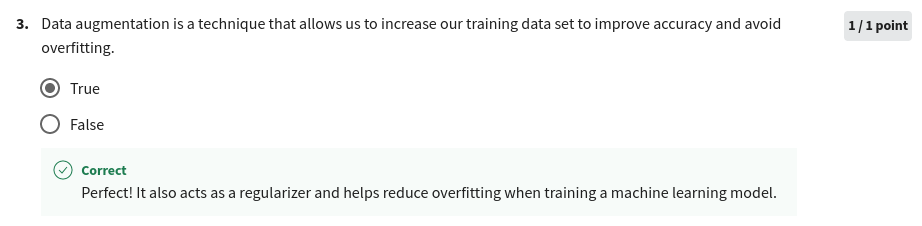 3. Data augmentation is a technique that allows us to increase our training data set to improve accuracy and avoid
overfitting.
1 / 1 point
True
False
Correct
Perfect! It also acts as a regularizer and helps reduce overfitting when training a machine learning model.